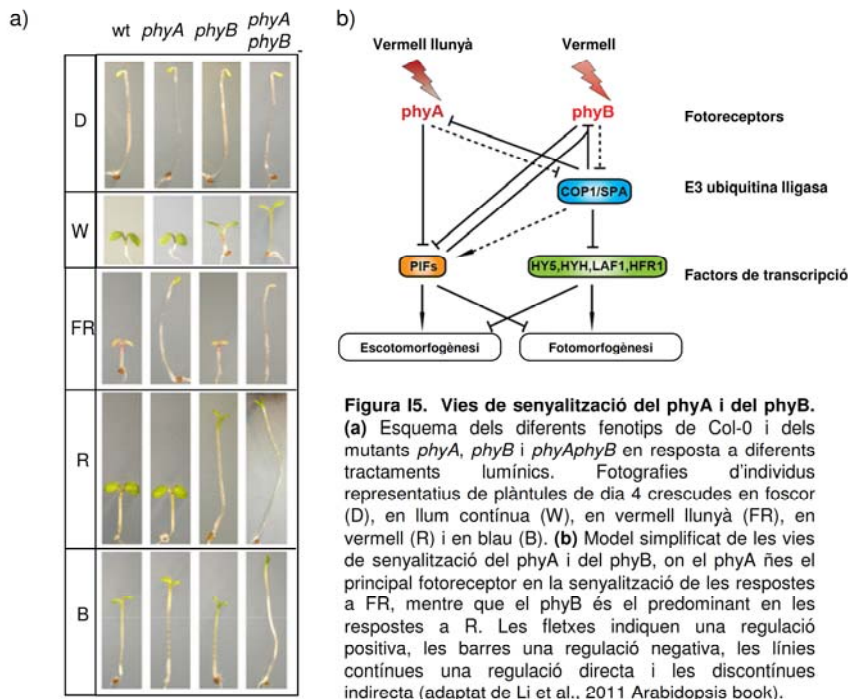 a)
wt phyA phyB phyA phyB
D
W
FR
R
B
b)
Vermell llunyà Vermell
phyA phyB Fotoreceptors
COP1/SPA E3 ubiquitina lligasa
PIFs HY5,HYH,LAF1,HFR1 Factors de transcripció
Escotomorfogènesi Fotomorfogènesi
Figura I5. Vies de senyalització del phyA i del phyB.
(a) Esquema dels diferents fenotips de Col-0 i dels
mutants phyA, phyB i phyAphyB en resposta a diferents
tractaments lumínics. Fotografies d'individus
representatius de plàntules de dia 4 crescudes en foscor
(D), en llum contínua (W), en vermell llunyà (FR), en
vermell (R) i en blau (B). (b) Model simplificat de les vies
de senyalització del phyA i del phyB, on el phyA ñes el
principal fotoreceptor en la senyalització de les respostes
a FR, mentre que el phyB és el predominant en les
respostes a R. Les fletxes indiquen una regulació
positiva, les barres una regulació negativa, les línies
contínues una regulació directa i les discontínues
indirecta (adaptat de Li et al., 2011 Arabidopsis book).